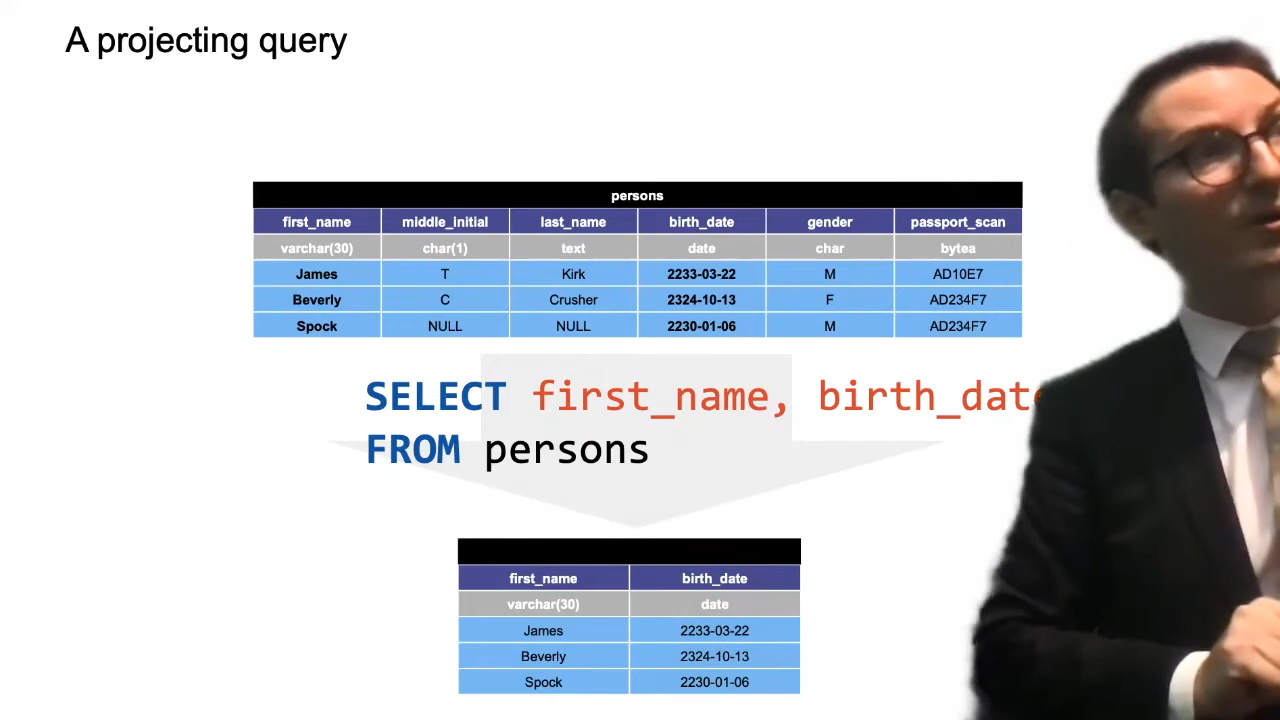 A projecting query
persons
first_name middle_initial last_name birth_date gender passport_scan
varchar(30) char(1) text date char bytea
James T Kirk 2233-03-22 M AD10E7
Beverly C Crusher 2324-10-13 F AD234F7
Spock NULL NULL 2230-01-06 M AD234F7
SELECT first_name, birth_date
FROM persons
first_name birth_date
varchar(30) date
James 2233-03-22
Beverly 2324-10-13
Spock 2230-01-06